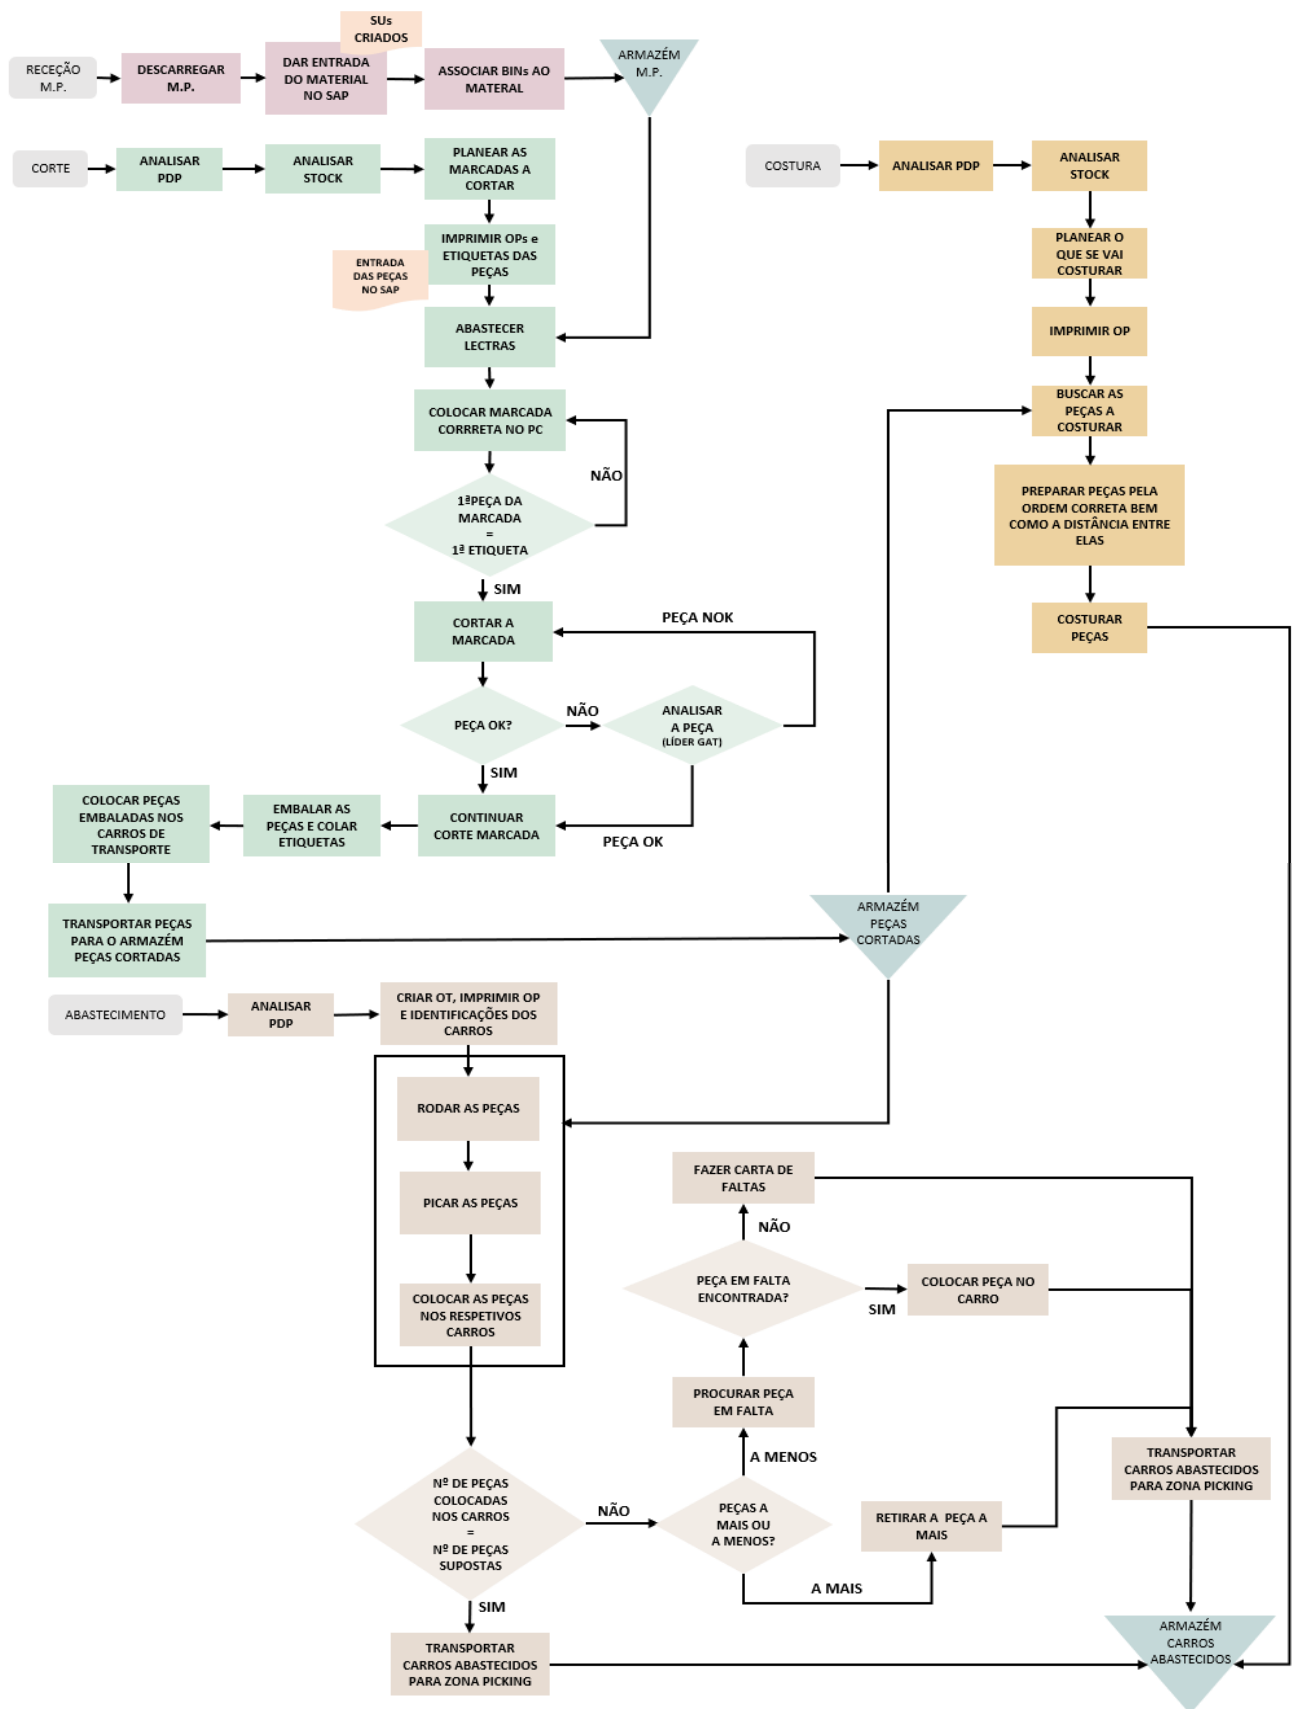 SUs
CRIADOS
RECEÇÃO
M.P.
DESCARREGAR
M.P.
DAR ENTRADA
DO MATERIAL
NO SAP
ASSOCIAR BINs AO
MATERAL
ARMAZÉM
M.P.
CORTE
ANALISAR
PDP
ANALISAR
STOCK
PLANEAR AS
MARCADAS A
CORTAR
IMPRIMIR OPs e
ETIQUETAS DAS
PEÇAS
ENTRADA
DAS PEÇAS
NO SAP
ABASTECER
LECTRAS
COLOCAR MARCADA
CORRRETA NO PC
NÃO
1ªPEÇA DA
MARCADA
=
1ª ETIQUETA
SIM
CORTAR A
MARCADA
PEÇA NOK
PEÇA OK?
NÃO
ANALISAR
A PEÇA
(LÍDER GAT)
SIM
CONTINUAR
CORTE MARCADA
PEÇA OK
EMBALAR AS
PEÇAS E COLAR
ETIQUETAS
COLOCAR PEÇAS
EMBALADAS NOS
CARROS DE
TRANSPORTE
TRANSPORTAR PEÇAS
PARA O ARMAZÉM
PEÇAS CORTADAS
ARMAZÉM
PEÇAS
CORTADAS
COSTURA
ANALISAR PDP
ANALISAR
STOCK
PLANEAR O
QUE SE VAI
COSTURAR
IMPRIMIR OP
BUSCAR AS
PEÇAS A
COSTURAR
PREPARAR PEÇAS PELA
ORDEM CORRETA BEM
COMO A DISTÂNCIA ENTRE
ELAS
COSTURAR
PEÇAS
ABASTECIMENTO
ANALISAR
PDP
CRIAR OT, IMPRIMIR OP
E IDENTIFICAÇÕES DOS
CARROS
RODAR AS PEÇAS
PICAR AS PEÇAS
COLOCAR AS PEÇAS
NOS RESPETIVOS
CARROS
Nº DE PEÇAS
COLOCADAS
NOS CARROS
=
Nº DE PEÇAS
SUPOSTAS
NÃO
PEÇAS A
MAIS OU
A MENOS?
A MENOS
PROCURAR PEÇA
EM FALTA
PEÇA EM FALTA
ENCONTRADA?
NÃO
FAZER CARTA DE
FALTAS
SIM
COLOCAR PEÇA NO
CARRO
A MAIS
RETIRAR A PEÇA A
MAIS
TRANSPORTAR
CARROS ABASTECIDOS
PARA ZONA PICKING
SIM
TRANSPORTAR
CARROS ABASTECIDOS
PARA ZONA PICKING
ARMAZÉM
CARROS
ABASTECIDOS